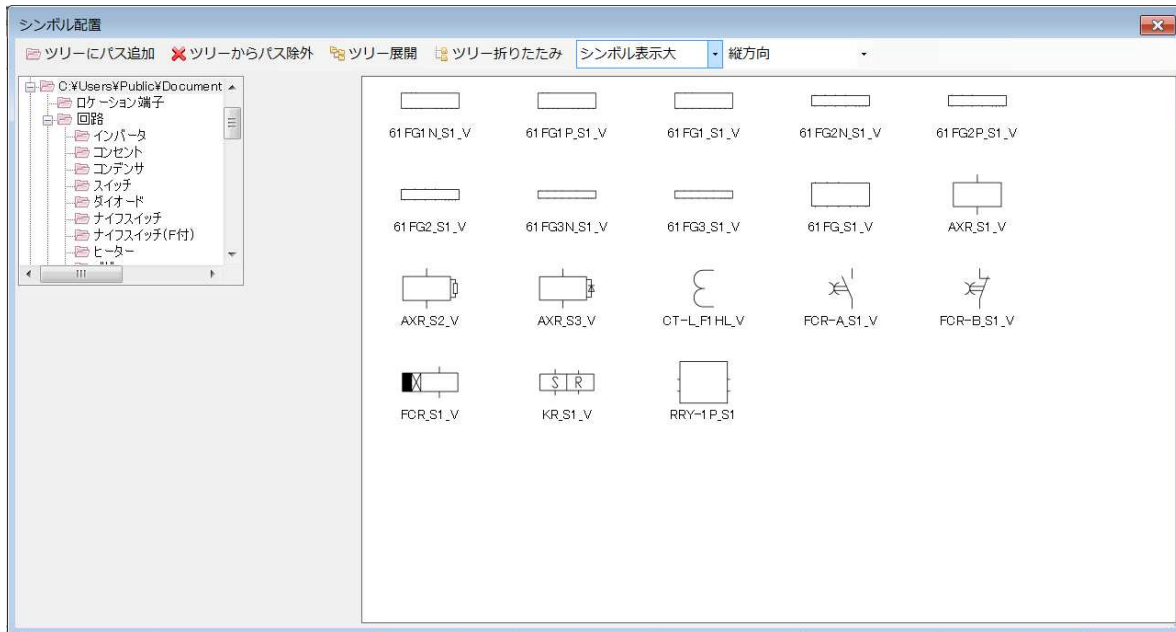 シンボル配置
ツリーにパス追加 ツリーからパス除外 ツリー展開 ツリー折りたたみ シンボル表示大 縦方向
C:¥Users¥Public¥Document
ロケーション端子
回路
インバータ
コンセント
コンデンサ
スイッチ
ダイオード
ナイフスイッチ
ナイフスイッチ(F付)
ヒーター
61FG1N_S1_V 61FG1P_S1_V 61FG1_S1_V 61FG2N_S1_V 61FG2P_S1_V
61FG2_S1_V 61FG3N_S1_V 61FG3_S1_V 61FG_S1_V AXR_S1_V
AXR_S2_V AXR_S3_V CT-L_F1HL_V FCR-A_S1_V FCR-B_S1_V
S R
FCR_S1_V KR_S1_V RRY-1P_S1